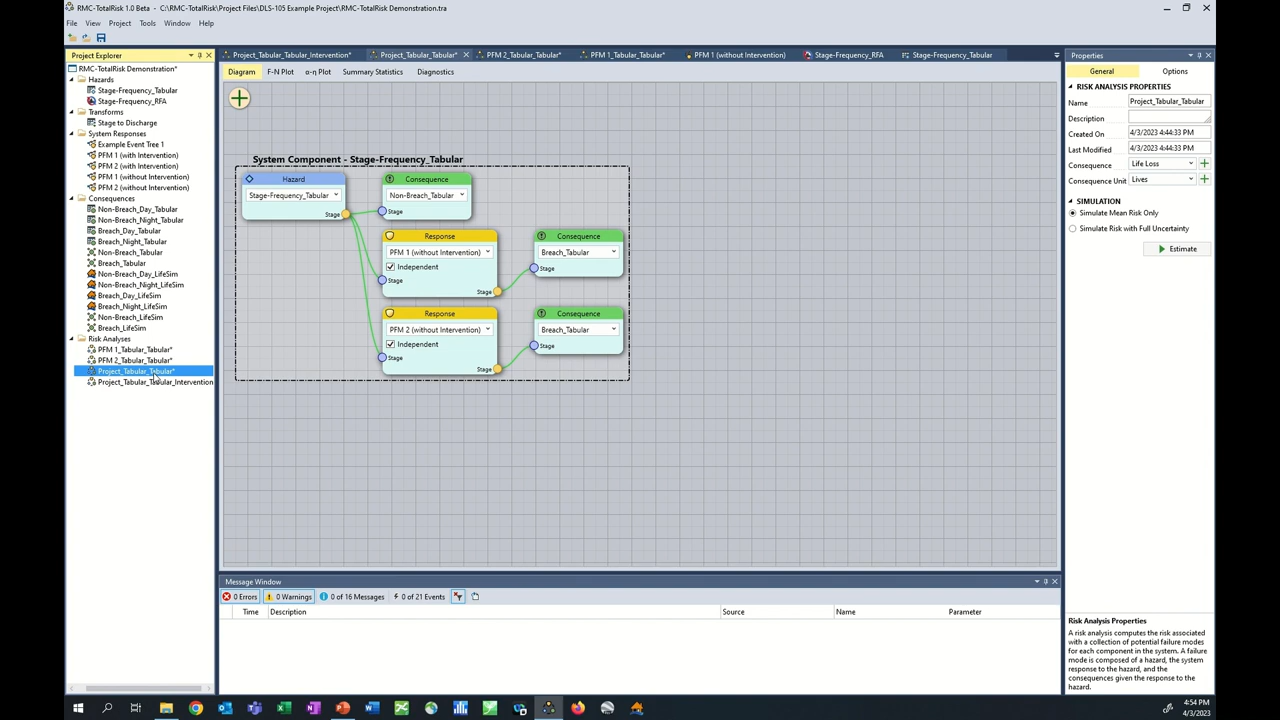 RMC-TotalRisk 1.0 Beta - C:\RMC-TotalRisk\Project Files\DLS-105 Example Project\RMC-TotalRisk Demonstration.tra
File View Project Tools Window Help
Project Explorer
RMC-TotalRisk Demonstration*
Hazards
Stage-Frequency_Tabular
Stage-Frequency_RFA
Transforms
Stage to Discharge
System Responses
Example Event Tree 1
PFM 1 (with Intervention)
PFM 2 (with Intervention)
PFM 1 (without Intervention)
PFM 2 (without Intervention)
Consequences
Non-Breach_Day_Tabular
Non-Breach_Night_Tabular
Breach_Day_Tabular
Breach_Night_Tabular
Non-Breach_Tabular
Breach_Tabular
Non-Breach_Day_LifeSim
Non-Breach_Night_LifeSim
Breach_Day_LifeSim
Breach_Night_LifeSim
Non-Breach_LifeSim
Breach_LifeSim
Risk Analyses
PFM 1_Tabular_Tabular*
PFM 2_Tabular_Tabular*
Project_Tabular_Tabular*
Project_Tabular_Tabular_Intervention
Project_Tabular_Tabular_Intervention* Project_Tabular_Tabular* PFM 2_Tabular_Tabular* PFM 1_Tabular_Tabular* PFM 1 (without Intervention) Stage-Frequency_RFA Stage-Frequency_Tabular
Diagram F-N Plot α-η Plot Summary Statistics Diagnostics
System Component - Stage-Frequency_Tabular
Hazard
Stage-Frequency_Tabular
Stage
Consequence
Non-Breach_Tabular
Stage
Response
PFM 1 (without Intervention)
Independent
Stage
Stage
Consequence
Breach_Tabular
Stage
Response
PFM 2 (without Intervention)
Independent
Stage
Stage
Consequence
Breach_Tabular
Stage
Message Window
0 Errors 0 Warnings 0 of 16 Messages 0 of 21 Events
Time Description Source Name Parameter
Properties
General Options
RISK ANALYSIS PROPERTIES
Name Project_Tabular_Tabular
Description
Created On 4/3/2023 4:44:33 PM
Last Modified 4/3/2023 4:44:33 PM
Consequence Life Loss
Consequence Unit Lives
SIMULATION
Simulate Mean Risk Only
Simulate Risk with Full Uncertainty
Estimate
Risk Analysis Properties
A risk analysis computes the risk associated
with a collection of potential failure modes
for each component in the system. A failure
mode is composed of a hazard, the system
response to the hazard, and the
consequences given the response to the
hazard.
4:54 PM
4/3/2023